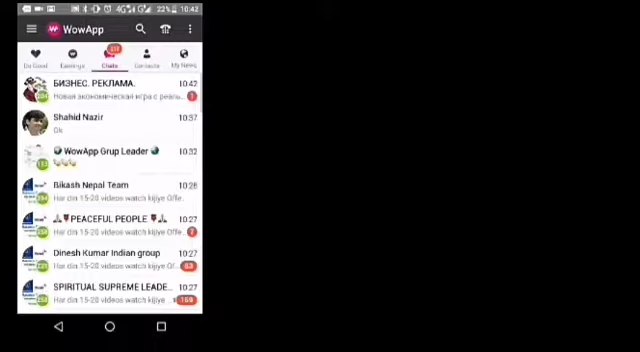 22% 10:42
WowApp
Do Good Earnings Chats Contacts My News
БИЗНЕС. РЕКЛАМА. 10:42
Новая экономическая игра с реаль... 1
Shahid Nazir 10:37
Ok
WowApp Grup Leader 10:32
Bikash Nepal Team 10:28
Har din 15-20 videos watch kijiye Offe..
PEACEFUL PEOPLE 10:27
Har din 15-20 videos watch kijiye Offe.. 7
Dinesh Kumar Indian group 10:27
Har din 15-20 videos watch kijiye Of...
SPIRITUAL SUPREME LEADE... 10:27
Har din 15-20 videos watch kijiye 169